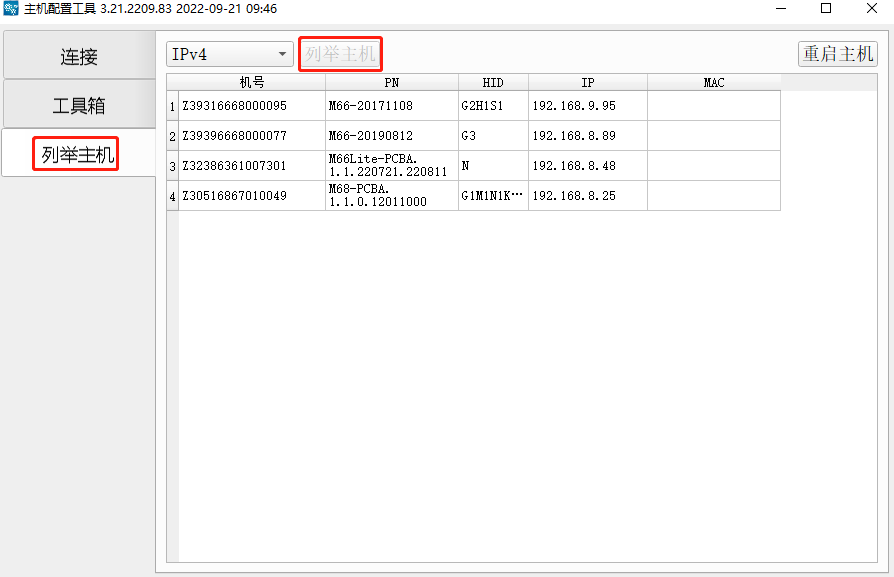 主机配置工具 3.21.2209.83 2022-09-21 09:46
连接
工具箱
列举主机
IPv4
列举主机
重启主机
机号 PN HID IP MAC
1 Z39316668000095 M66-20171108 G2H1S1 192.168.9.95
2 Z39396668000077 M66-20190812 G3 192.168.8.89
3 Z32386361007301 M66Lite-PCBA.
1.1.220721.220811 N 192.168.8.48
4 Z30516867010049 M68-PCBA.
1.1.0.12011000 G1M1N1K… 192.168.8.25